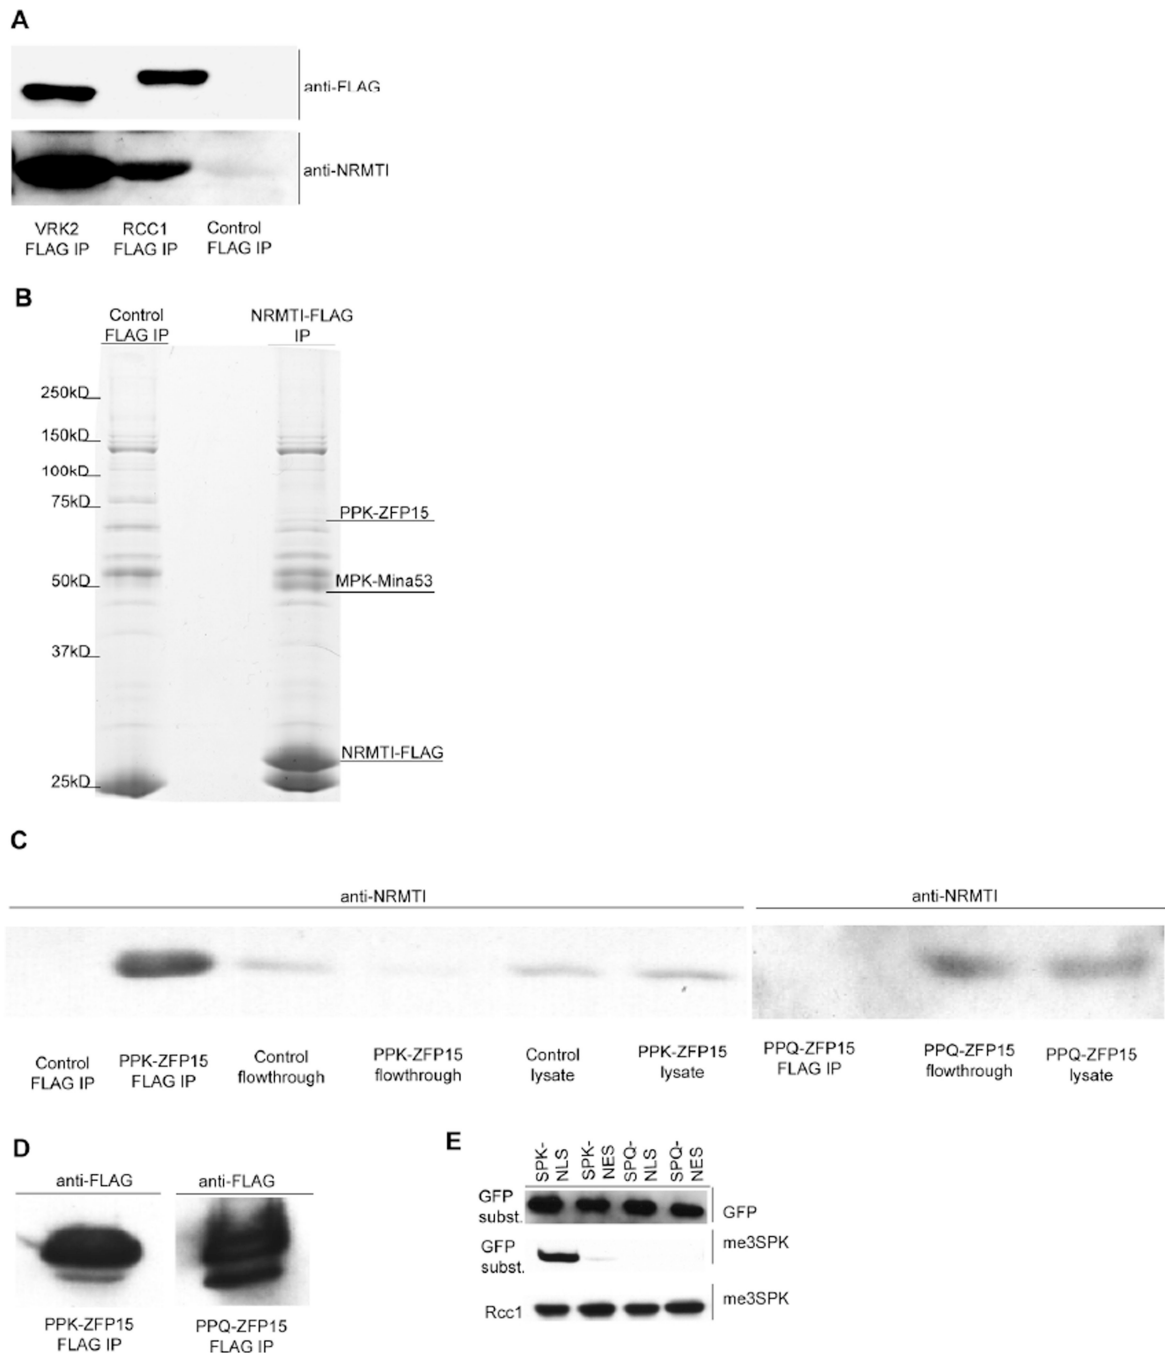 A
anti-FLAG
anti-NRMTI
VRK2
FLAG IP
RCC1
FLAG IP
Control
FLAG IP
B
Control
FLAG IP
NRMTI-FLAG
IP
250kD
150kD
100kD
75kD
PPK-ZFP15
50kD
MPK-Mina53
37kD
NRMTI-FLAG
25kD
C
anti-NRMTI
anti-NRMTI
Control
FLAG IP
PPK-ZFP15
FLAG IP
Control
flowthrough
PPK-ZFP15
flowthrough
Control
lysate
PPK-ZFP15
lysate
PPQ-ZFP15
FLAG IP
PPQ-ZFP15
flowthrough
PPQ-ZFP15
lysate
D
anti-FLAG
anti-FLAG
PPK-ZFP15
FLAG IP
PPQ-ZFP15
FLAG IP
E
SPK-
NLS
SPK-
NES
SPQ-
NLS
SPQ-
NES
GFP
subst.
GFP
GFP
subst.
me3SPK
Rcc1
me3SPK